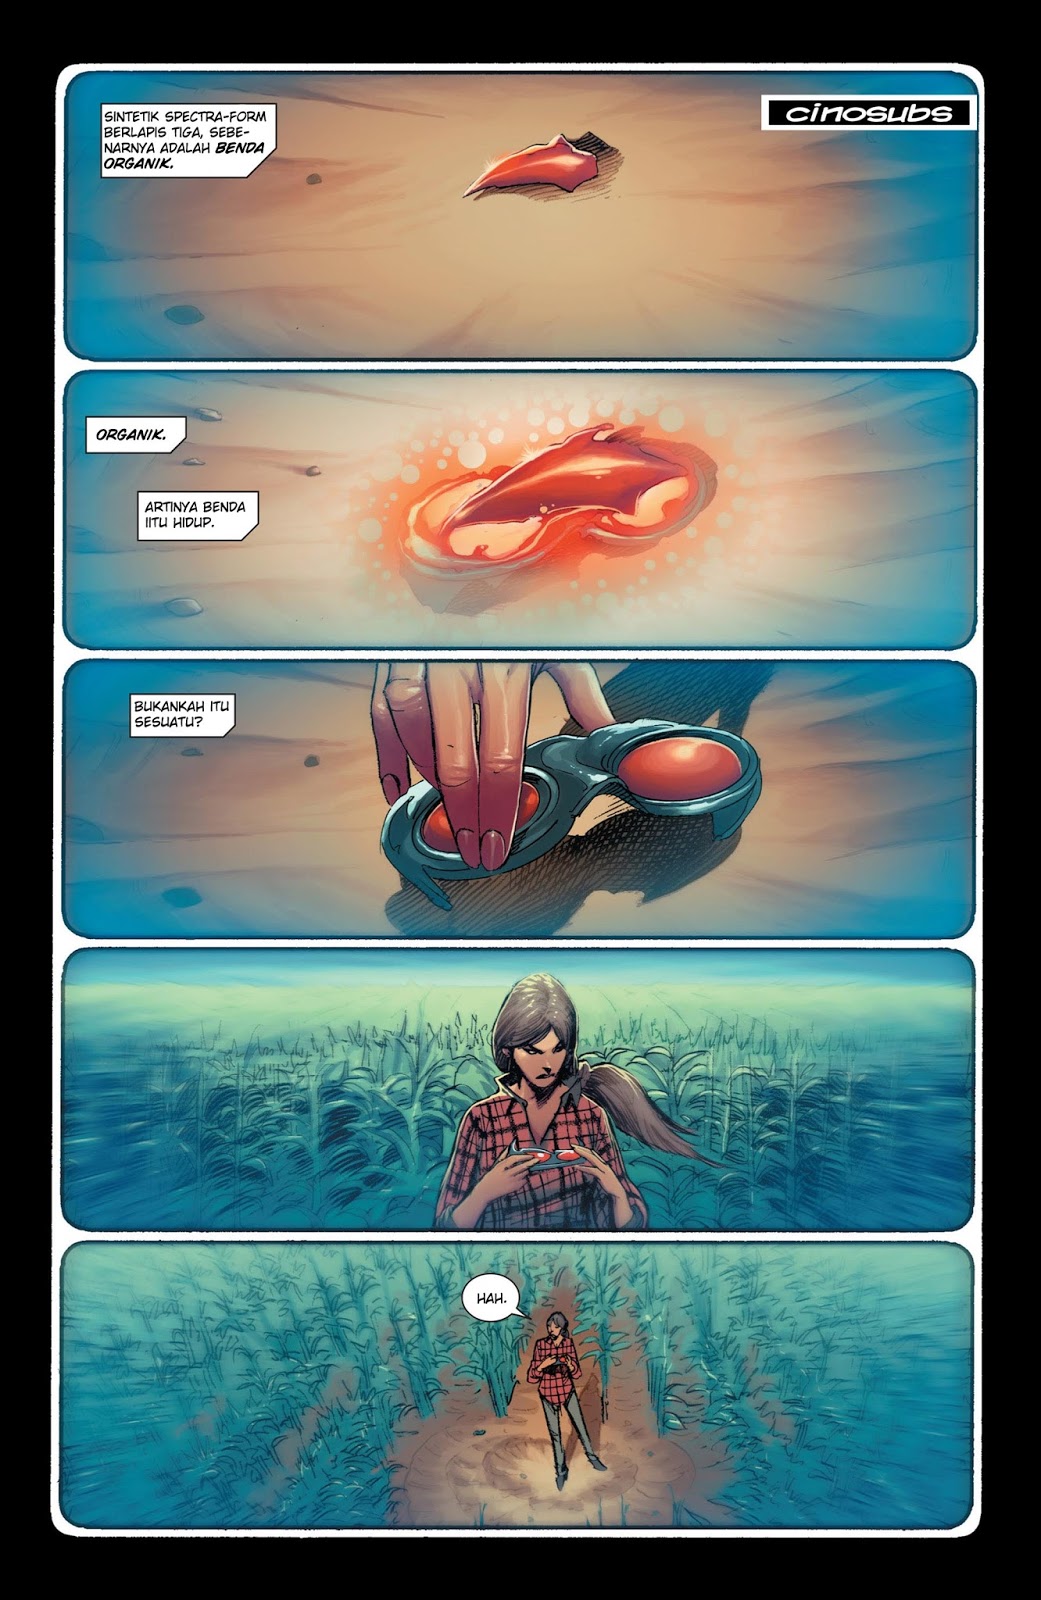 SINTETIK SPECTRA-FORM
BERLAPIS TIGA, SEBE-
NARNYA ADALAH BENDA
ORGANIK.
cinosubs
ORGANIK.
ARTINYA BENDA
IITU HIDUP.
BUKANKAH ITU
SESUATU?
HAH.